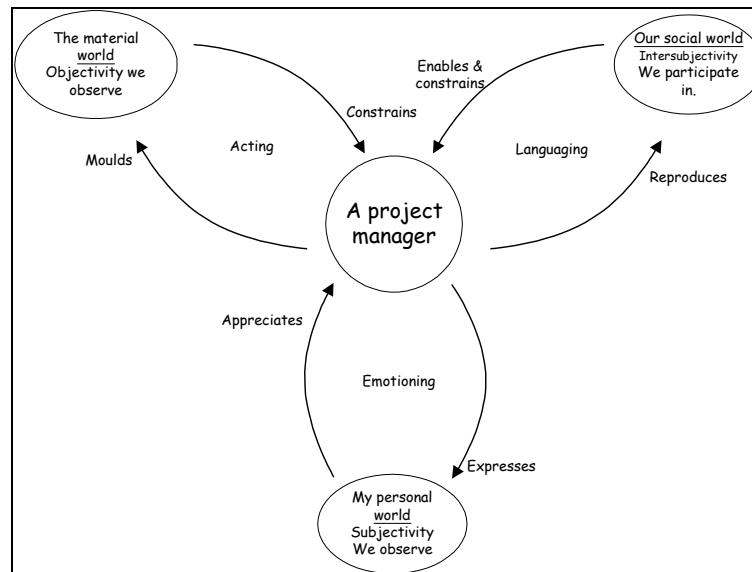 The material
world
Objectivity we
observe
Our social world
Intersubjectivity
We participate
in.
Enables &
constrains
Constrains
Acting
Languaging
Moulds
Reproduces
A project
manager
Appreciates
Emotioning
Expresses
My personal
world
Subjectivity
We observe